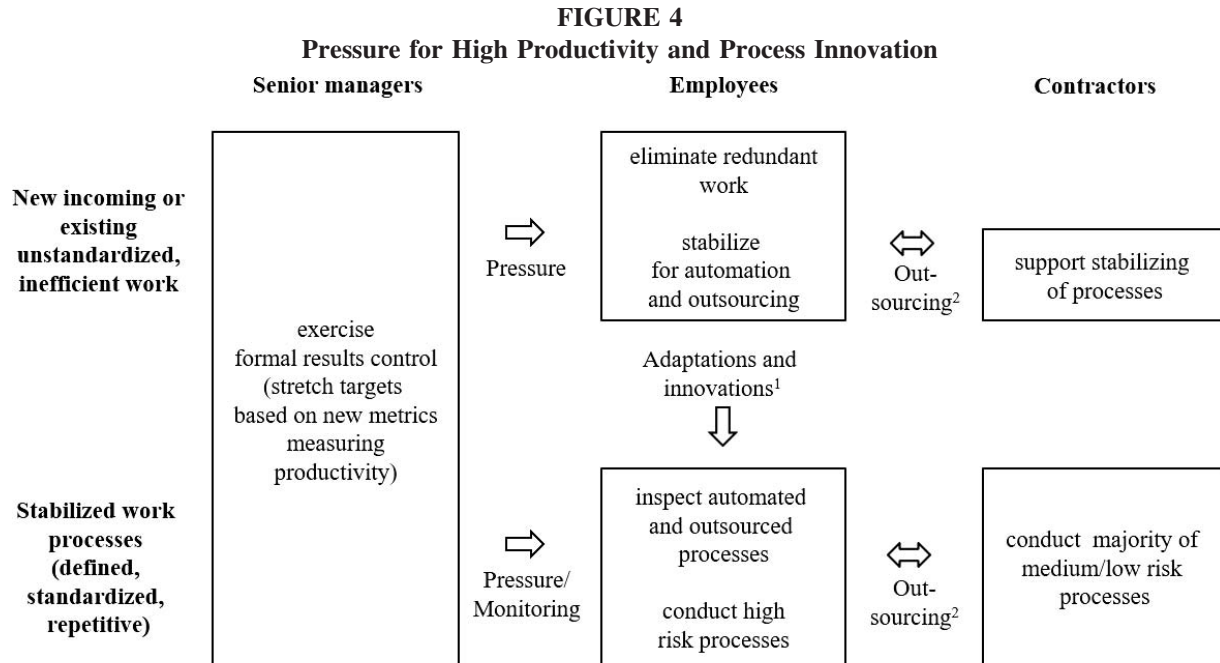 FIGURE 4
Pressure for High Productivity and Process Innovation
Senior managers
Employees
Contractors
New incoming or
existing
unstandardized,
inefficient work
exercise
formal results control
(stretch targets
based on new metrics
measuring
productivity)
Pressure
eliminate redundant
work
stabilize
for automation
and outsourcing
Out-
sourcing²
support stabilizing
of processes
Adaptations and
innovations¹
Stabilized work
processes
(defined,
standardized,
repetitive)
Pressure/
Monitoring
inspect automated
and outsourced
processes
conduct high
risk processes
Out-
sourcing²
conduct majority of
medium/low risk
processes